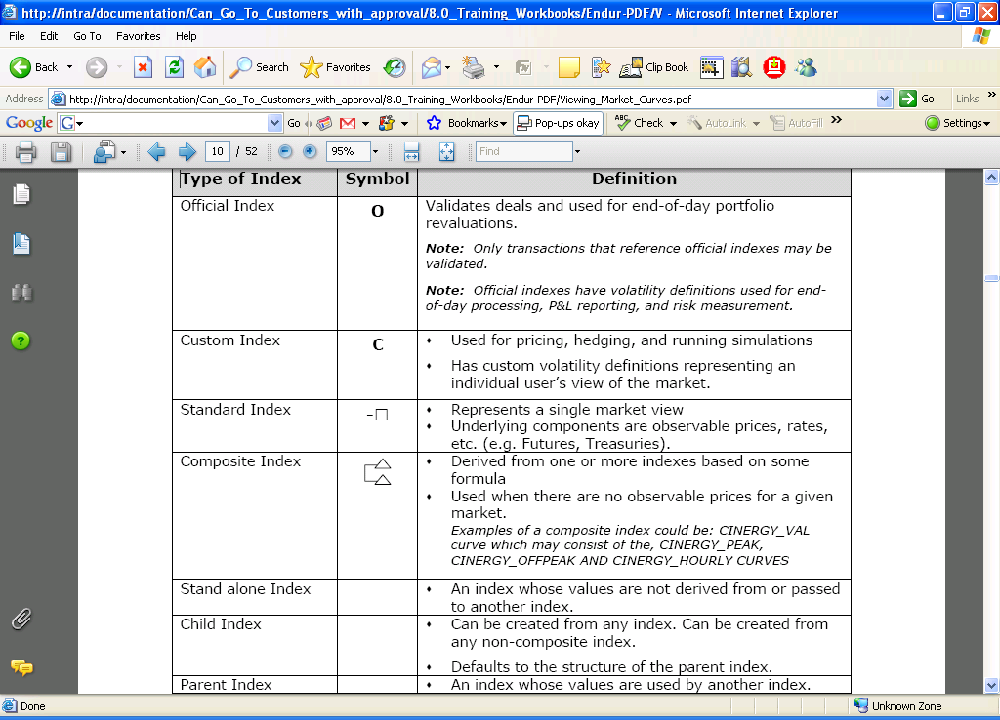 http://intra/documentation/Can_Go_To_Customers_with_approval/8.0_Training_Workbooks/Endur-PDF/V - Microsoft Internet Explorer
File Edit Go To Favorites Help
Back Search Favorites Clip Book
Address http://intra/documentation/Can_Go_To_Customers_with_approval/8.0_Training_Workbooks/Endur-PDF/Viewing_Market_Curves.pdf Go Links »
Google G Go Bookmarks Pop-ups okay ABC Check AutoLink AutoFill » Settings
10 / 52 95% Find
Type of Index Symbol Definition
Official Index O Validates deals and used for end-of-day portfolio
revaluations.
Note: Only transactions that reference official indexes may be
validated.
Note: Official indexes have volatility definitions used for end-
of-day processing, P&L reporting, and risk measurement.
Custom Index C • Used for pricing, hedging, and running simulations
• Has custom volatility definitions representing an
individual user's view of the market.
Standard Index -□ • Represents a single market view
• Underlying components are observable prices, rates,
etc. (e.g. Futures, Treasuries).
Composite Index • Derived from one or more indexes based on some
formula
• Used when there are no observable prices for a given
market.
Examples of a composite index could be: CINERGY_VAL
curve which may consist of the, CINERGY_PEAK,
CINERGY_OFFPEAK AND CINERGY_HOURLY CURVES
Stand alone Index • An index whose values are not derived from or passed
to another index.
Child Index • Can be created from any index. Can be created from
any non-composite index.
• Defaults to the structure of the parent index.
Parent Index • An index whose values are used by another index.
Done Unknown Zone